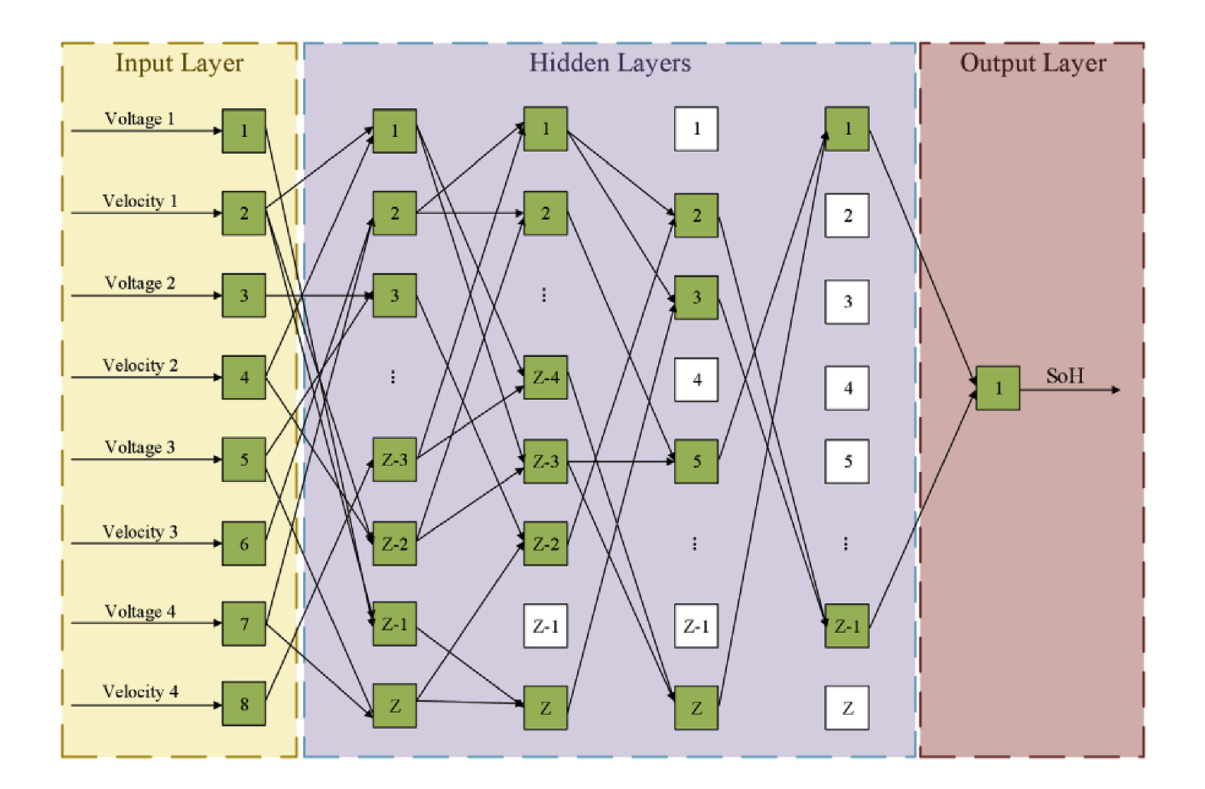 Input Layer
Hidden Layers
Output Layer
Voltage 1
1
1
1
1
1
Velocity 1
2
2
2
2
2
Voltage 2
3
3
⋮
3
3
Velocity 2
4
⋮
Z-4
4
4
1
SoH
Voltage 3
5
Z-3
Z-3
5
5
Velocity 3
6
Z-2
Z-2
⋮
⋮
Voltage 4
7
Z-1
Z-1
Z-1
Z-1
Velocity 4
8
Z
Z
Z
Z